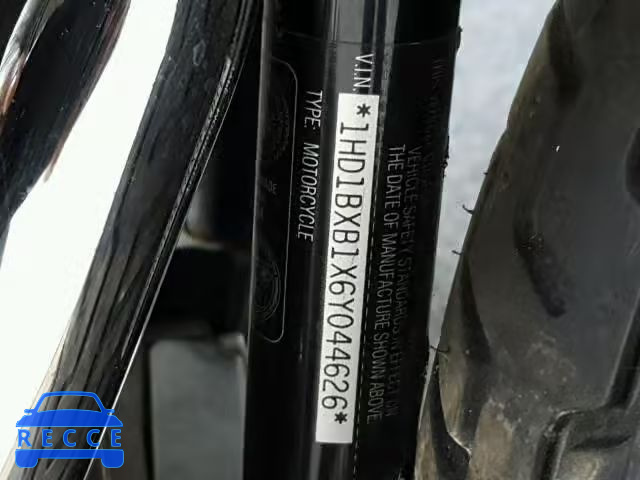 V.I.N.
*1HD1BXB1X6Y044626*
TYPE: MOTORCYCLE
VEHICLE SAFETY STANDARDS IN EFFECT ON
THE DATE OF MANUFACTURE SHOWN ABOVE
RECCE